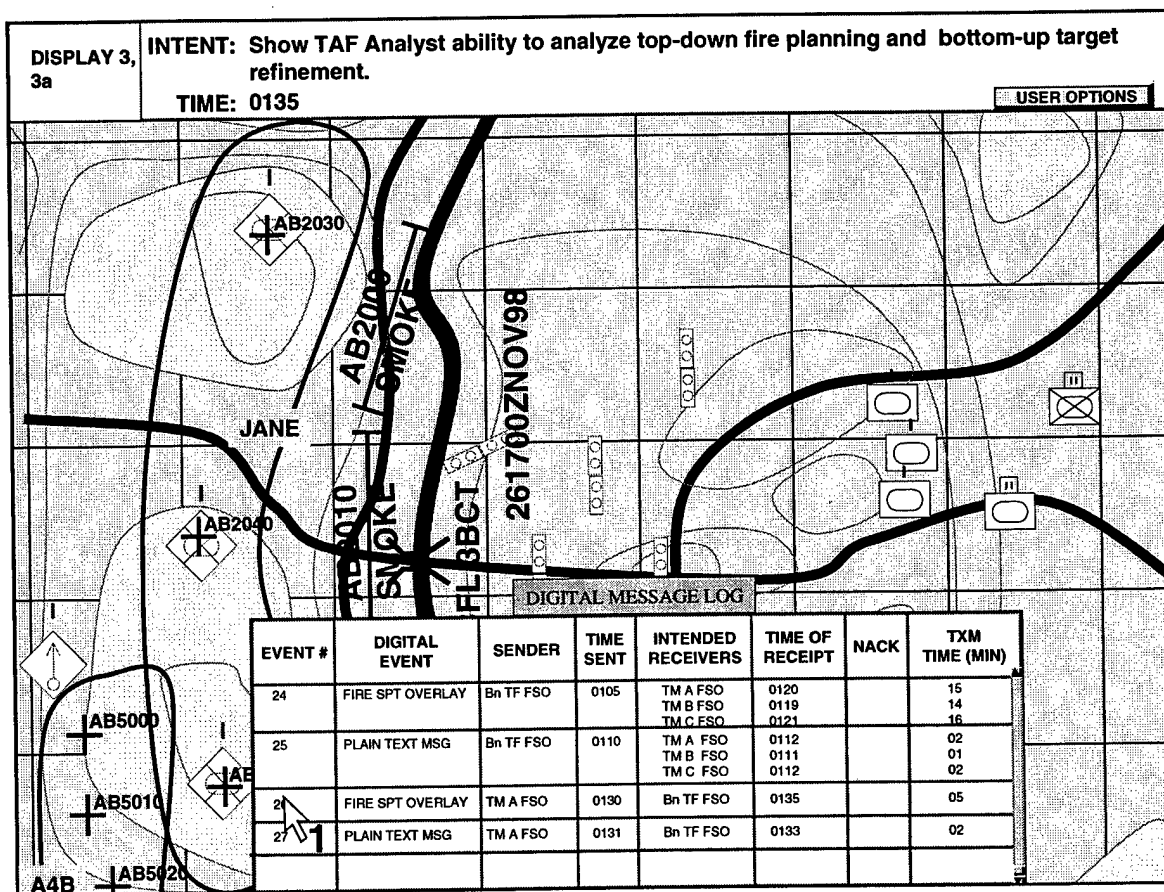 DISPLAY 3,
3a
INTENT: Show TAF Analyst ability to analyze top-down fire planning and bottom-up target
refinement.
TIME: 0135
USER OPTIONS
AB2030
AB2000
SMOKE
261700ZNOV98
JANE
AB2040
SMOKE
DIGITAL MESSAGE LOG
EVENT # DIGITAL EVENT SENDER TIME SENT INTENDED RECEIVERS TIME OF RECEIPT NACK TXM TIME (MIN)
24 FIRE SPT OVERLAY Bn TF FSO 0105 TM A FSO 0120 15
TM B FSO 0119 14
TM C FSO 0121 16
25 PLAIN TEXT MSG Bn TF FSO 0110 TM A FSO 0112 02
TM B FSO 0111 01
TM C FSO 0112 02
FIRE SPT OVERLAY TM A FSO 0130 Bn TF FSO 0135 05
27 PLAIN TEXT MSG TM A FSO 0131 Bn TF FSO 0133 02
1
AB5000
AB5010
AB5020
A4B